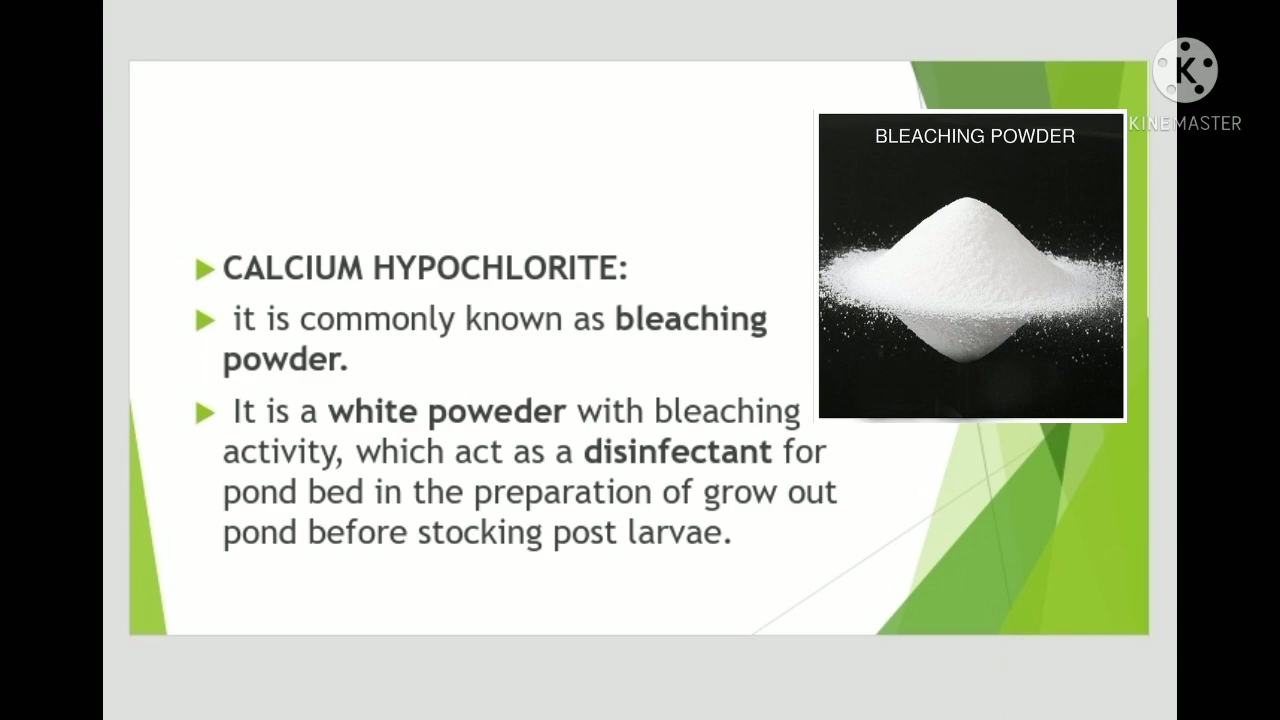 BLEACHING POWDER
KINEMASTER
CALCIUM HYPOCHLORITE:
it is commonly known as bleaching
powder.
It is a white poweder with bleaching
activity, which act as a disinfectant for
pond bed in the preparation of grow out
pond before stocking post larvae.